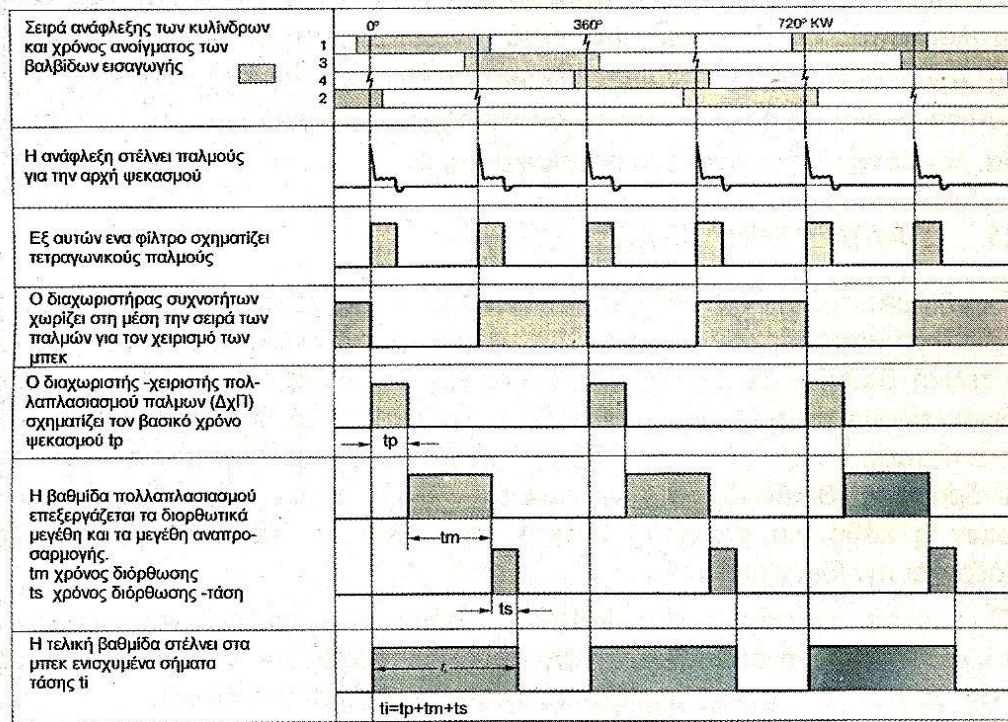 Σειρά ανάφλεξης των κυλίνδρων
και χρόνος ανοίγματος των
βαλβίδων εισαγωγής
0°
360°
720° KW
1
3
4
2
Η ανάφλεξη στέλνει παλμούς
για την αρχή ψεκασμού
Εξ αυτών ενα φίλτρο σχηματίζει
τετραγωνικούς παλμούς
Ο διαχωριστήρας συχνοτήτων
χωρίζει στη μέση την σειρά των
παλμών για τον χειρισμό των
μπεκ
Ο διαχωριστής -χειριστής πολ-
λαπλασιασμού παλμων (ΔχΠ)
σχηματίζει τον βασικό χρόνο
ψεκασμού tp
tp
Η βαθμίδα πολλαπλασιασμού
επεξεργάζεται τα διορθωτικά
μεγέθη και τα μεγέθη αναπρο-
σαρμογής.
tm χρόνος διόρθωσης
ts χρόνος διόρθωσης -τάση
tm
ts
Η τελική βαθμίδα στέλνει στα
μπεκ ενισχυμένα σήματα
τάσης ti
ti=tp+tm+ts